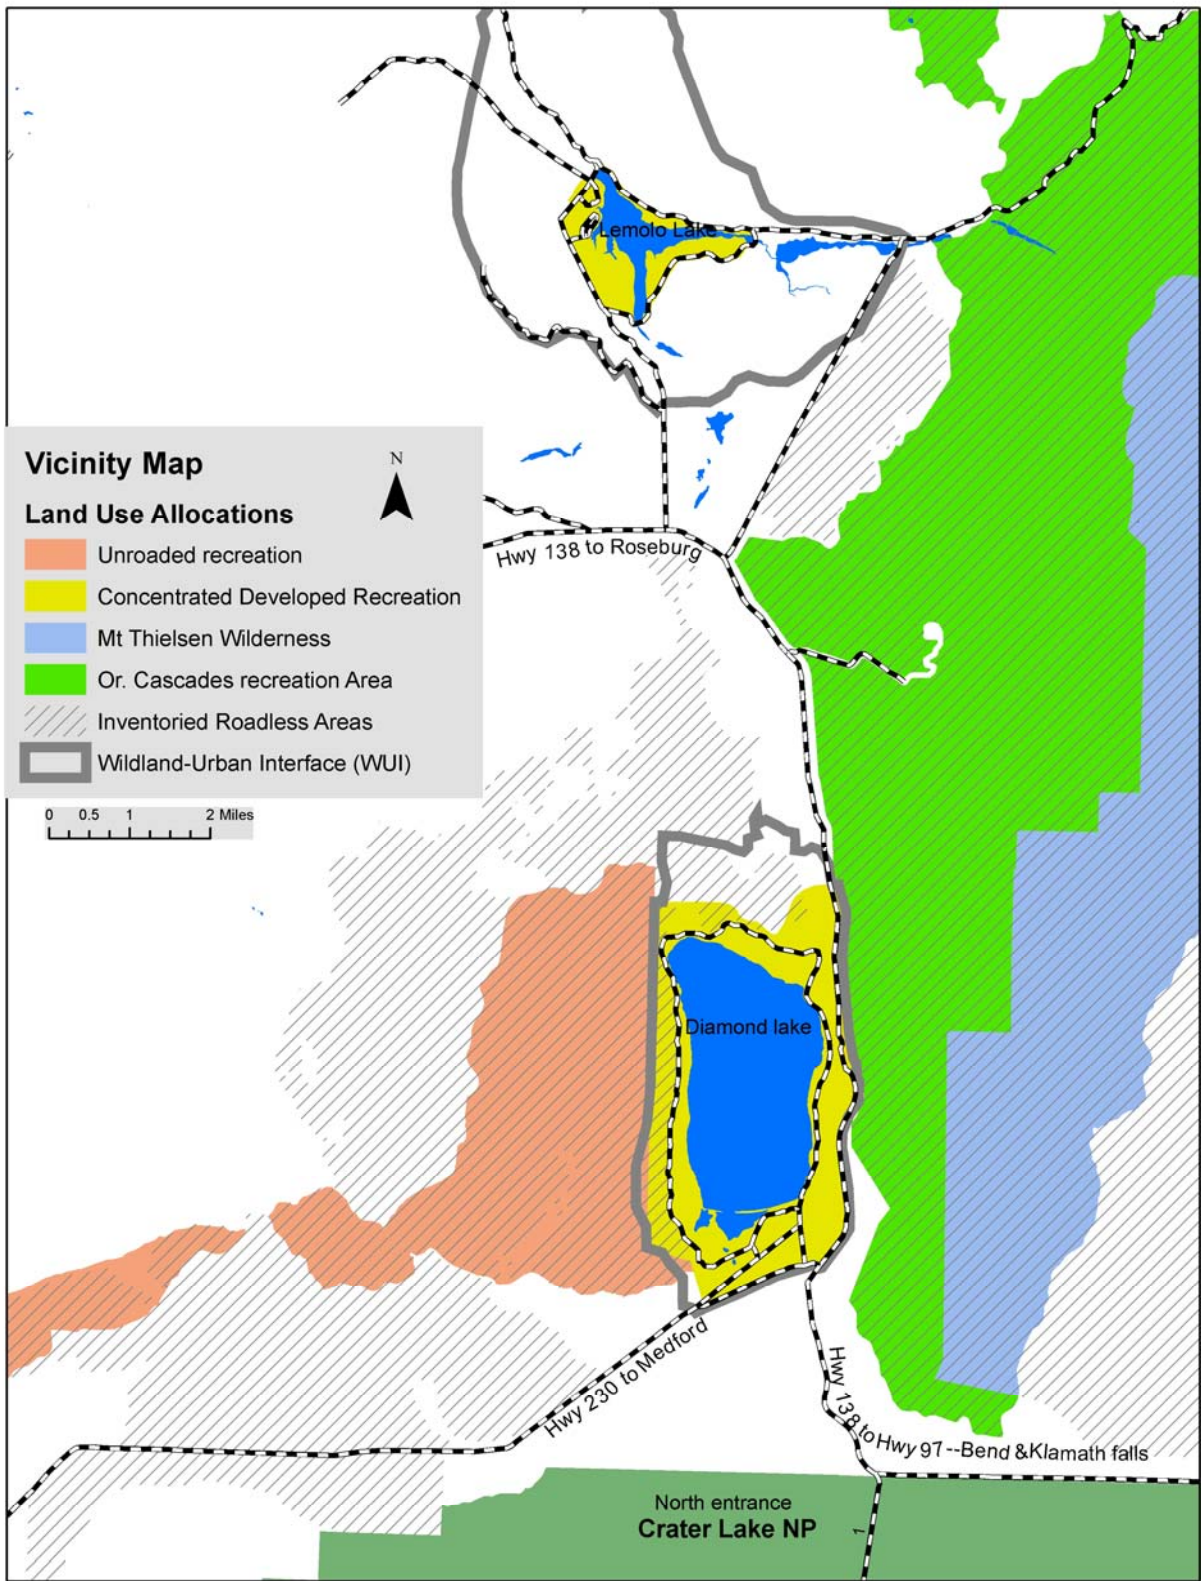 Lemolo Lake
Vicinity Map
N
Land Use Allocations
Unroaded recreation
Concentrated Developed Recreation
Mt Thielsen Wilderness
Or. Cascades recreation Area
Inventoried Roadless Areas
Wildland-Urban Interface (WUI)
0 0.5 1 2 Miles
Hwy 138 to Roseburg
Diamond lake
Hwy 230 to Medford
Hwy 138 to Hwy 97--Bend &Klamath falls
North entrance
Crater Lake NP
1